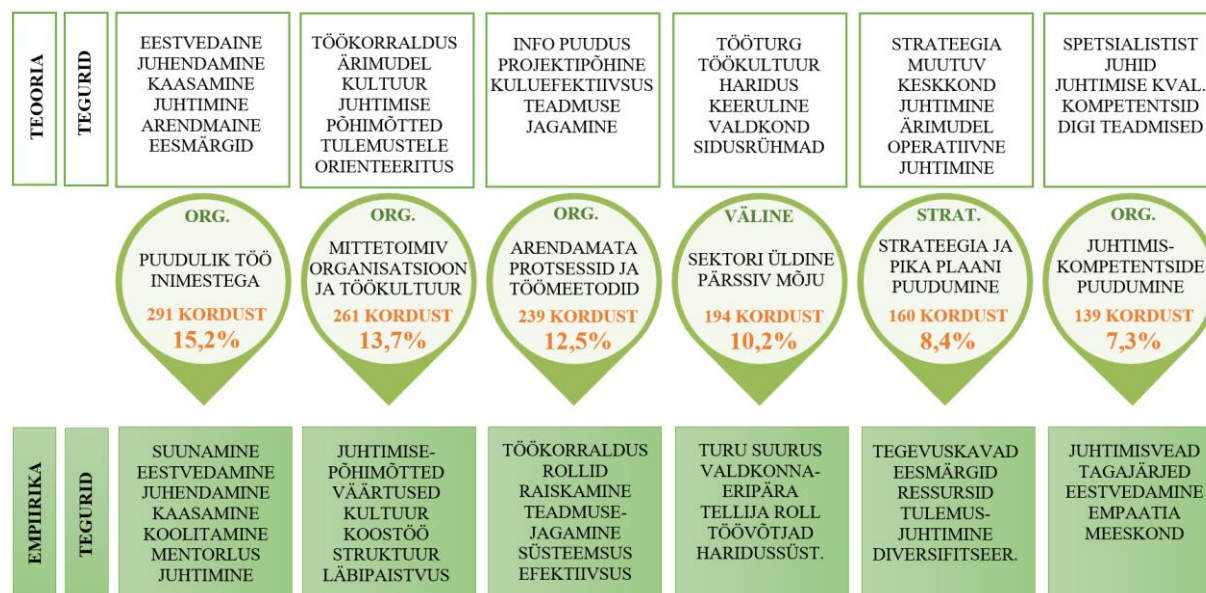 TEOORIA
TEGURID
EESTVEDAINE
JUHENDAMINE
KAASAMINE
JUHTIMINE
ARENDMAINE
EESMÄRGID
TÖÖKORRALDUS
ÄRIMUDEL
KULTUUR
JUHTIMISE
PÕHIMÕTTED
TULEMUSTELE
ORIENTEERITUS
INFO PUUDUS
PROJEKTIPÕHINE
KULUEFEKTIIVSUS
TEADMUSE
JAGAMINE
TÖÖTURG
TÖÖKULTUUR
HARIDUS
KEERULINE
VALDKOND
SIDUSRÜHMAD
STRATEEGIA
MUUTUV
KESKKOND
JUHTIMINE
ÄRIMUDEL
OPERATIIVNE
JUHTIMINE
SPETSIALISTIST
JUHID
JUHTIMISE KVAL.
KOMPETENTSID
DIGI TEADMISED
ORG.
PUUDULIK TÖÖ
INIMESTEGA
291 KORDUST
15,2%
ORG.
MITTETOIMIV
ORGANISATSIOON
JA TÖÖKULTUUR
261 KORDUST
13,7%
ORG.
ARENDAMATA
PROTSESSID JA
TÖÖMEETODID
239 KORDUST
12,5%
VÄLINE
SEKTORI ÜLDINE
PÄRSSIV MÕJU
194 KORDUST
10,2%
STRAT.
STRATEEGIA JA
PIKA PLAANI
PUUDUMINE
160 KORDUST
8,4%
ORG.
JUHTIMIS-
KOMPETENTSIDE
PUUDUMINE
139 KORDUST
7,3%
EMPIIRIKA
TEGURID
SUUNAMINE
EESTVEDAMINE
JUHENDAMINE
KAASAMINE
KOOLITAMINE
MENTORLUS
JUHTIMINE
JUHTIMISE-
PÕHIMÕTTED
VÄÄRTUSED
KULTUUR
KOOSTÖÖ
STRUKTUUR
LÄBIPAISTVUS
TÖÖKORRALDUS
ROLLID
RAISKAMINE
TEADMUSE-
JAGAMINE
SÜSTEEMSUS
EFEKTIIVSUS
TURU SUURUS
VALDKONNA-
ERIPÄRA
TELLIJA ROLL
TÖÖVÕTJAD
HARIDUSSÜST.
TEGEVUSKAVAD
EESMÄRGID
RESSURSID
TULEMUS-
JUHTIMINE
DIVERSIFITSEER.
JUHTIMISVEAD
TAGAJÄRJED
EESTVEDAMINE
EMPAATIA
MEESKOND